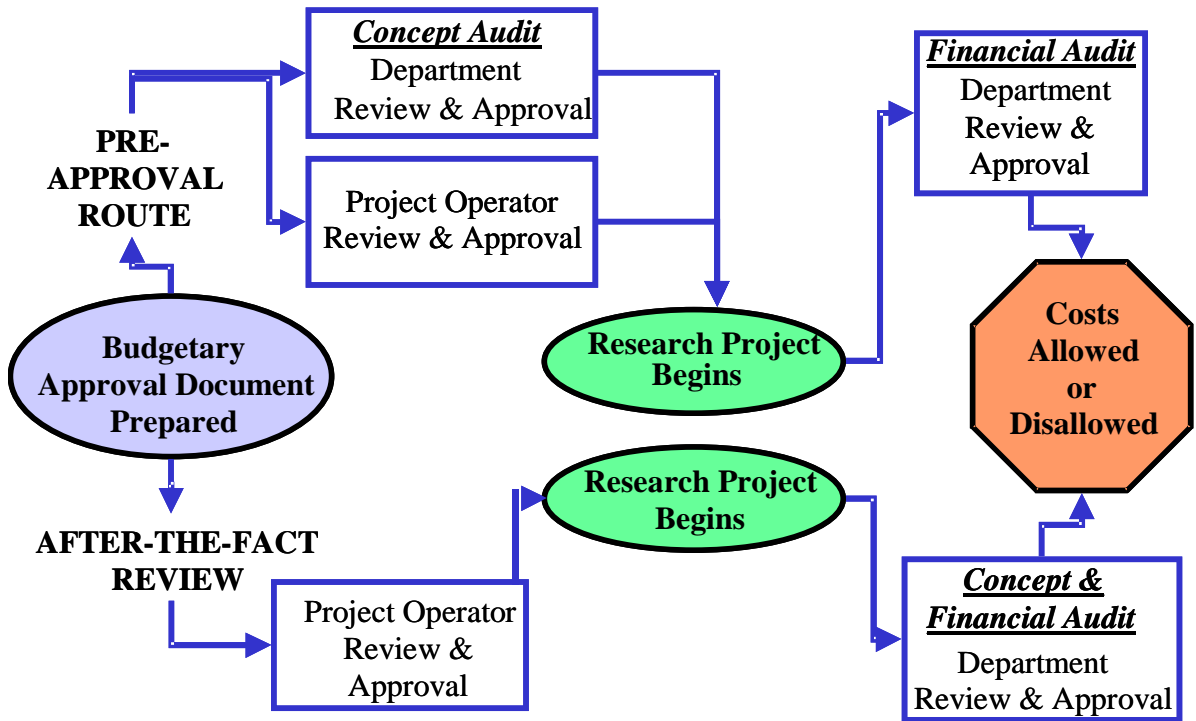 Concept Audit
Department
Review & Approval
PRE-
APPROVAL
ROUTE
Project Operator
Review & Approval
Budgetary
Approval Document
Prepared
Research Project
Begins
Financial Audit
Department
Review &
Approval
Costs
Allowed
or
Disallowed
AFTER-THE-FACT
REVIEW
Project Operator
Review &
Approval
Research Project
Begins
Concept &
Financial Audit
Department
Review & Approval